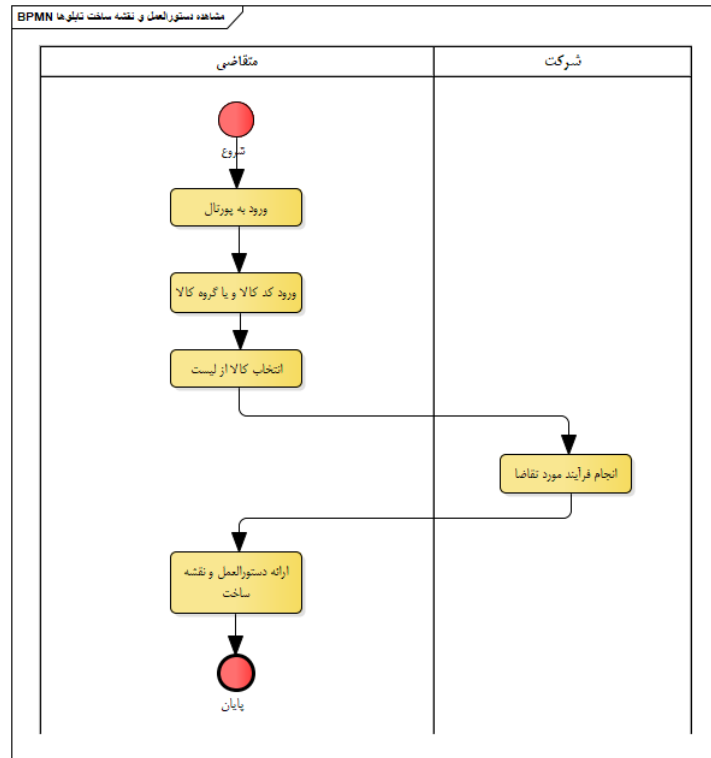 مشاهده دستورالعمل و نقشه ساخت تابلوها BPMN
متقاضی
شرکت
شروع
ورود به پورتال
ورود کد کالا و یا گروه کالا
انتخاب کالا از لیست
انجام فرآیند مورد تقاضا
ارائه دستورالعمل و نقشه
ساخت
پایان